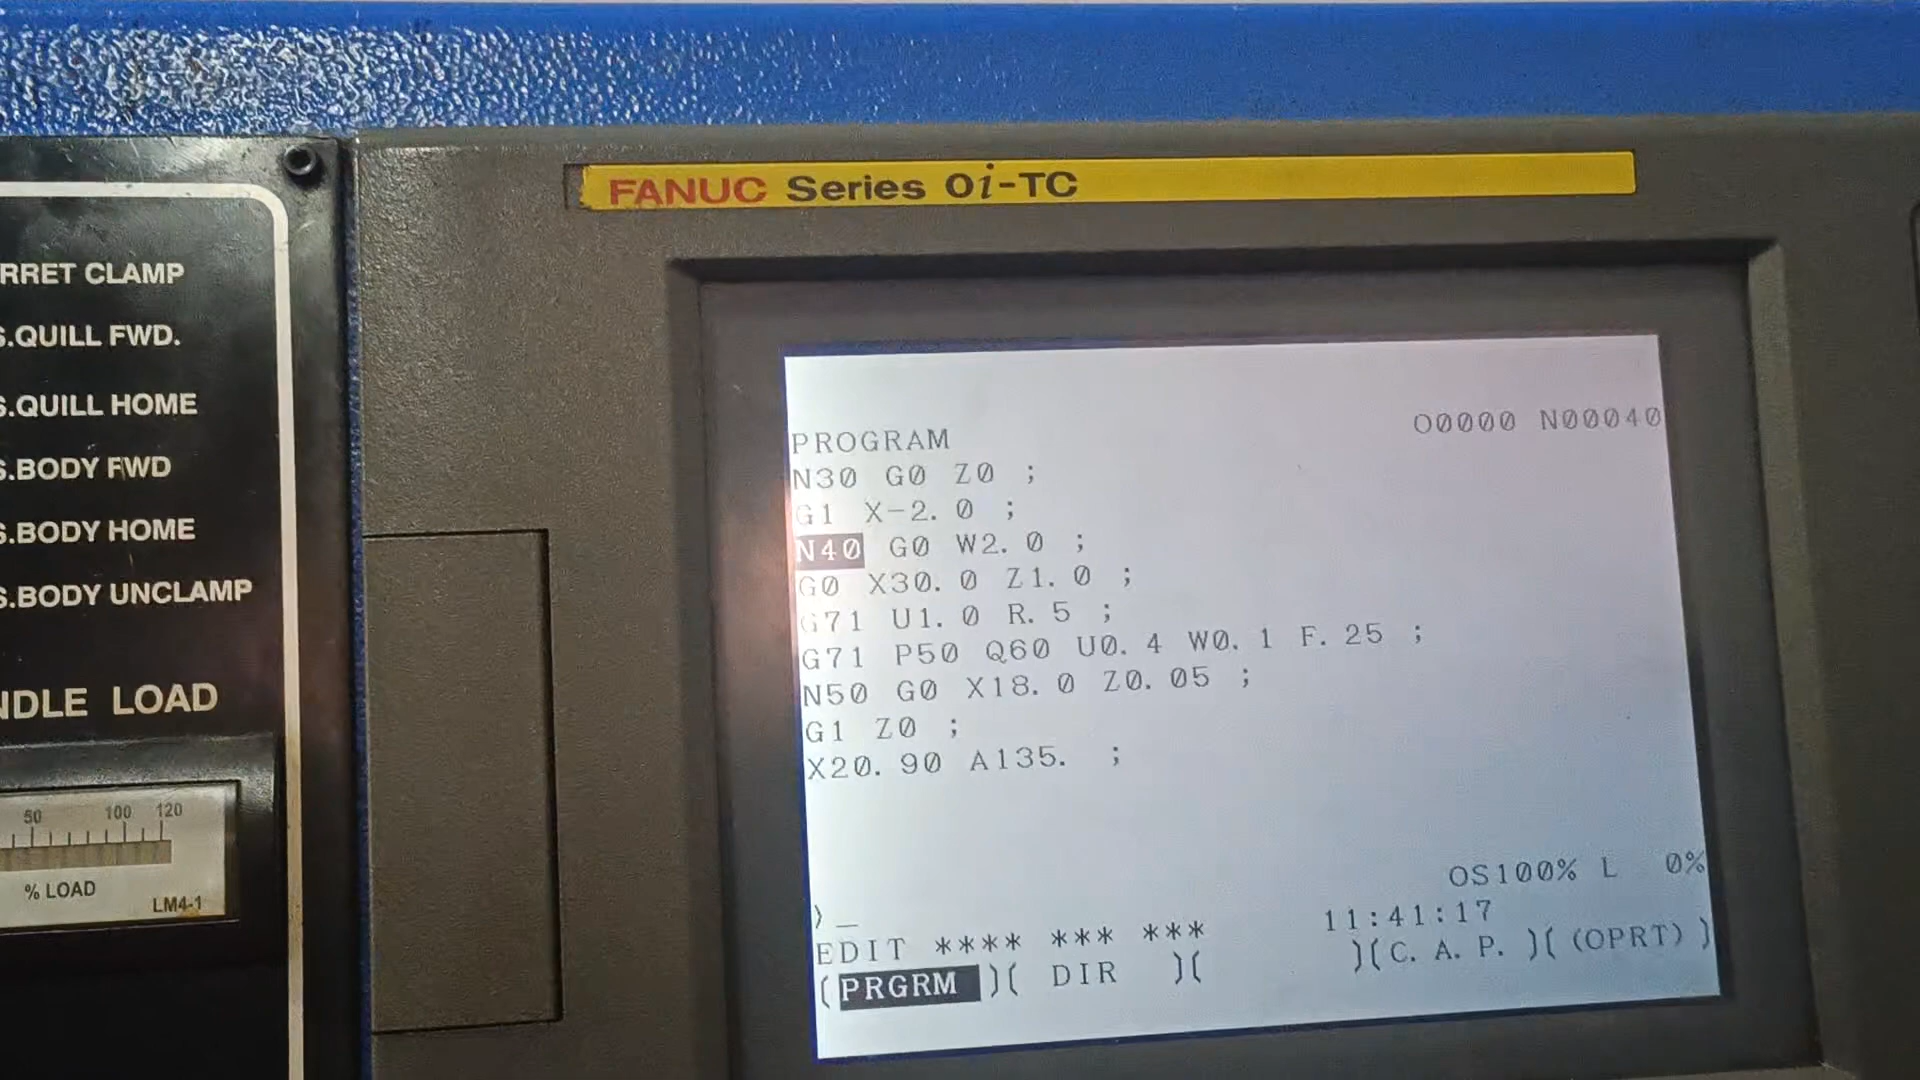 FANUC Series 0i-TC
RRET CLAMP
S.QUILL FWD.
S.QUILL HOME
S.BODY FWD
S.BODY HOME
S.BODY UNCLAMP
NDLE LOAD
50 100 120
% LOAD
LM4-1
PROGRAM O0000 N00040
N30 G0 Z0 ;
G1 X-2. 0 ;
N40 G0 W2. 0 ;
G0 X30. 0 Z1. 0 ;
G71 U1. 0 R. 5 ;
G71 P50 Q60 U0. 4 W0. 1 F. 25 ;
N50 G0 X18. 0 Z0. 05 ;
G1 Z0 ;
X20. 90 A135. ;
OS100% L 0%
>_
EDIT **** *** *** 11:41:17
(PRGRM )( DIR )( )(C. A. P. )( (OPRT) )